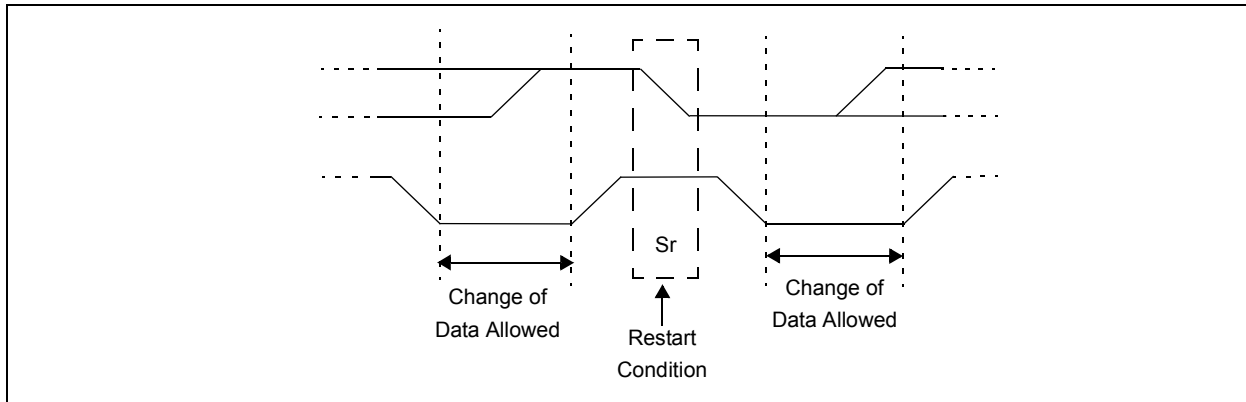 Sr
Change of
Data Allowed
Restart
Condition
Change of
Data Allowed